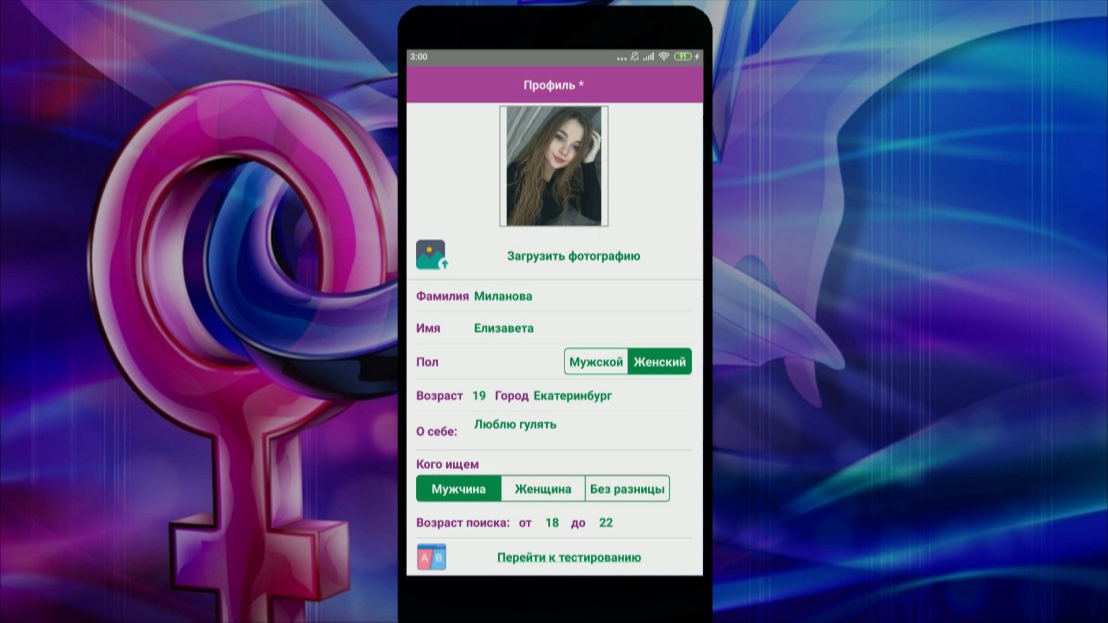 3:00
91
Профиль *
Загрузить фотографию
Фамилия Миланова
Имя Елизавета
Пол Мужской Женский
Возраст 19 Город Екатеринбург
О себе: Люблю гулять
Кого ищем
Мужчина Женщина Без разницы
Возраст поиска: от 18 до 22
A B Перейти к тестированию